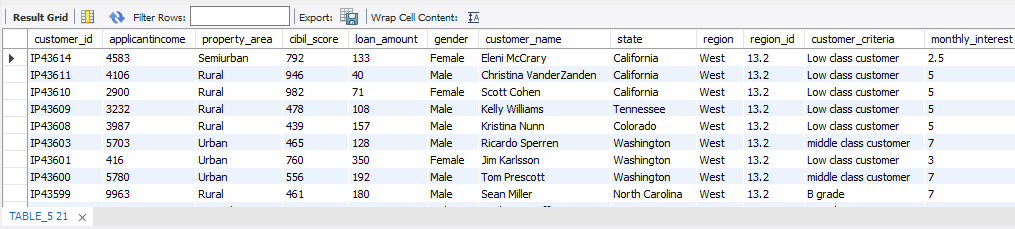 Result Grid Filter Rows: Export: Wrap Cell Content:
customer_id applicantincome property_area cibil_score loan_amount gender customer_name state region region_id customer_criteria monthly_interest
IP43614 4583 Semiurban 792 133 Female Eleni McCrary California West 13.2 Low class customer 2.5
IP43611 4106 Rural 946 40 Male Christina VanderZanden California West 13.2 Low class customer 5
IP43610 2900 Rural 982 71 Female Scott Cohen California West 13.2 Low class customer 5
IP43609 3232 Rural 478 108 Male Kelly Williams Tennessee West 13.2 Low class customer 5
IP43608 3987 Rural 439 157 Male Kristina Nunn Colorado West 13.2 Low class customer 5
IP43603 5703 Urban 465 128 Male Ricardo Sperren Washington West 13.2 middle class customer 7
IP43601 416 Urban 760 350 Female Jim Karlsson Washington West 13.2 Low class customer 3
IP43600 5780 Urban 556 192 Male Tom Prescott Washington West 13.2 middle class customer 7
IP43599 9963 Rural 461 180 Male Sean Miller North Carolina West 13.2 B grade 7
TABLE_5 21